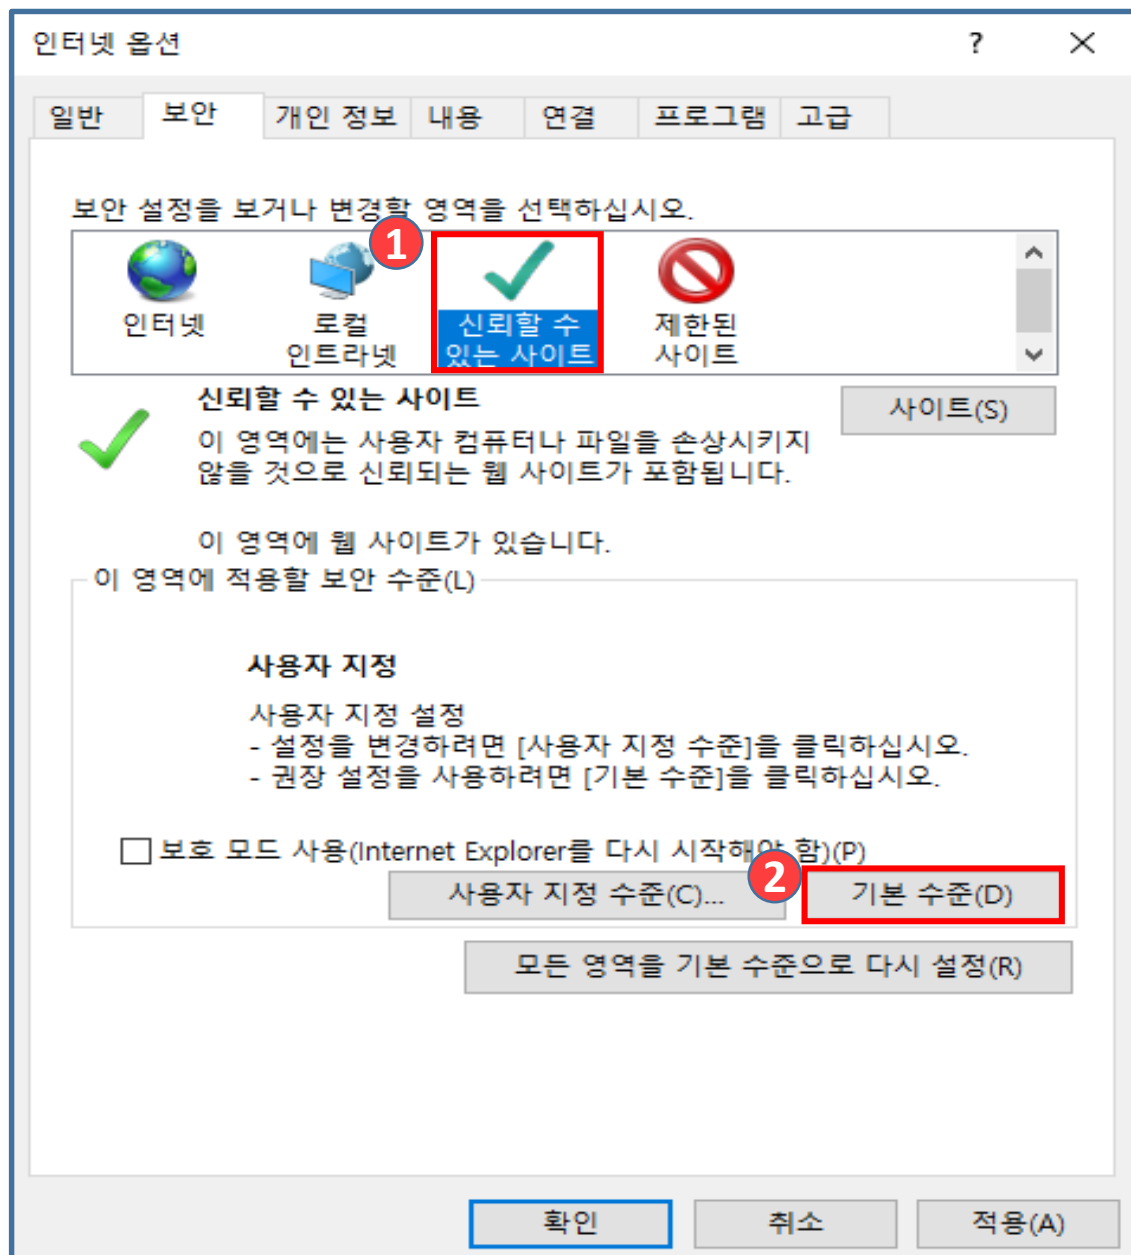 인터넷 옵션
?
일반 보안 개인 정보 내용 연결 프로그램 고급
보안 설정을 보거나 변경할 영역을 선택하십시오.
1
인터넷
로컬
인트라넷
신뢰할 수
있는 사이트
제한된
사이트
신뢰할 수 있는 사이트
사이트(S)
이 영역에는 사용자 컴퓨터나 파일을 손상시키지
않을 것으로 신뢰되는 웹 사이트가 포함됩니다.
이 영역에 웹 사이트가 있습니다.
이 영역에 적용할 보안 수준(L)
사용자 지정
사용자 지정 설정
- 설정을 변경하려면 [사용자 지정 수준]을 클릭하십시오.
- 권장 설정을 사용하려면 [기본 수준]을 클릭하십시오.
보호 모드 사용(Internet Explorer를 다시 시작해야 함)(P)
2
사용자 지정 수준(C)... 기본 수준(D)
모든 영역을 기본 수준으로 다시 설정(R)
확인 취소 적용(A)